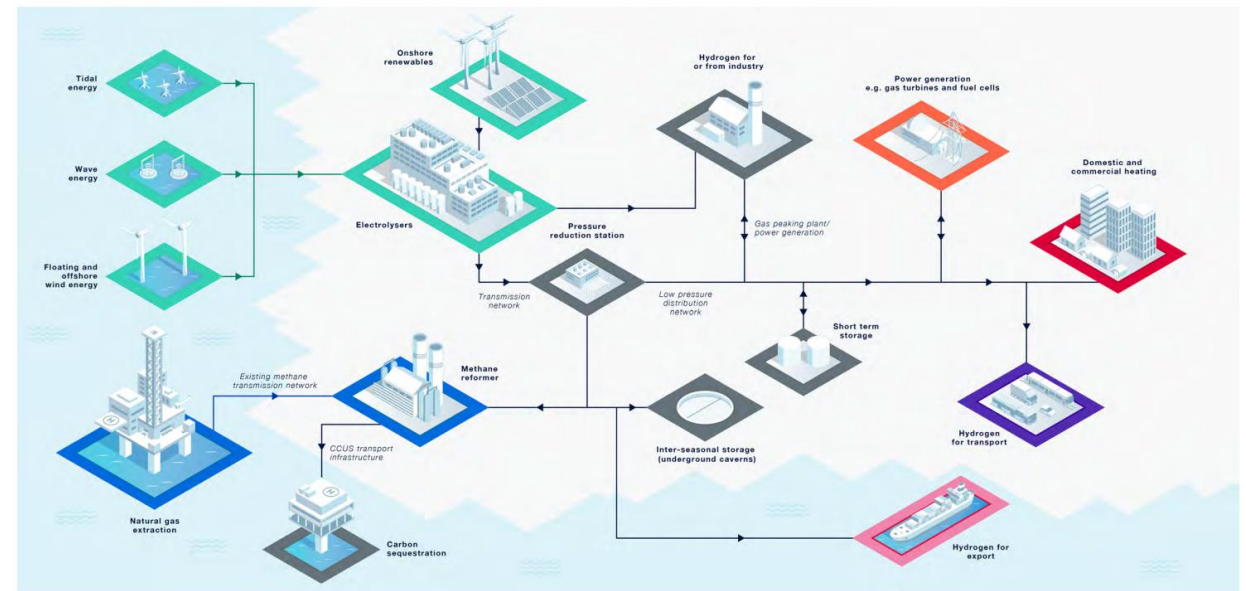 Tidal
energy
Wave
energy
Floating and
offshore
wind energy
Onshore
renewables
Electrolysers
Hydrogen for
or from industry
Power generation
e.g. gas turbines and fuel cells
Domestic and
commercial heating
Pressure
reduction station
Gas peaking plant/
power generation
Transmission
network
Low pressure
distribution
network
Short term
storage
Existing methane
transmission network
Methane
reformer
Inter-seasonal storage
(underground caverns)
Hydrogen
for transport
CCUS transport
infrastructure
H
Natural gas
extraction
H
Carbon
sequestration
Hydrogen for
export